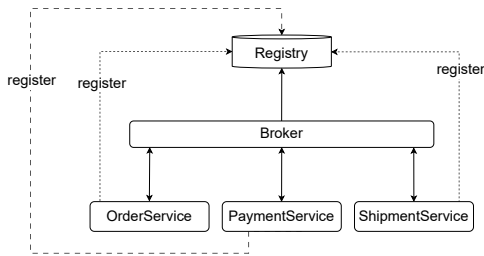 Registry
register
register
register
Broker
OrderService
PaymentService
ShipmentService